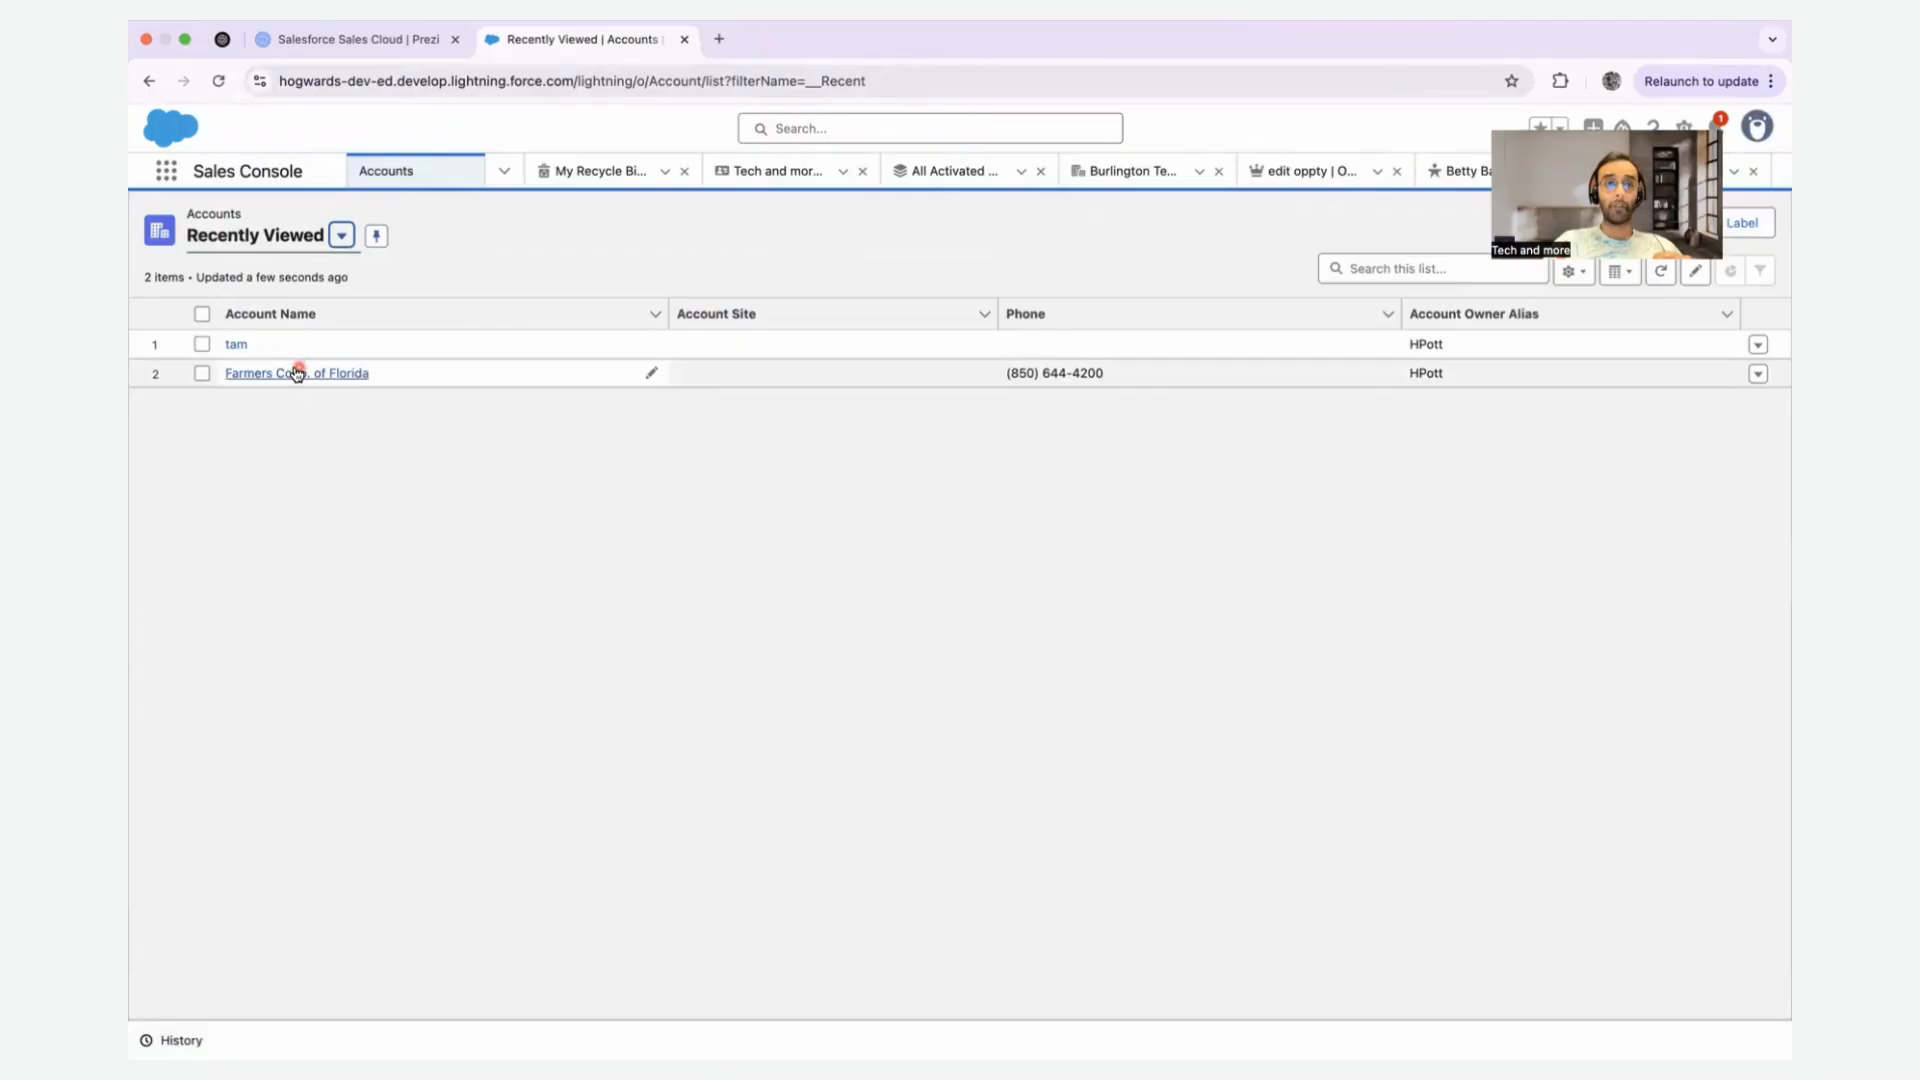 Salesforce Sales Cloud | Prezi
Recently Viewed | Accounts
hogwards-dev-ed.develop.lightning.force.com/lightning/o/Account/list?filterName=__Recent
Relaunch to update
Search...
1
Sales Console
Accounts
My Recycle Bi...
Tech and mor...
All Activated ...
Burlington Te...
edit oppty | O...
Betty
Accounts
Recently Viewed
Label
Tech and more
2 items • Updated a few seconds ago
Search this list...
Account Name
Account Site
Phone
Account Owner Alias
1
tam
HPott
2
Farmers of Florida
(850) 644-4200
HPott
History